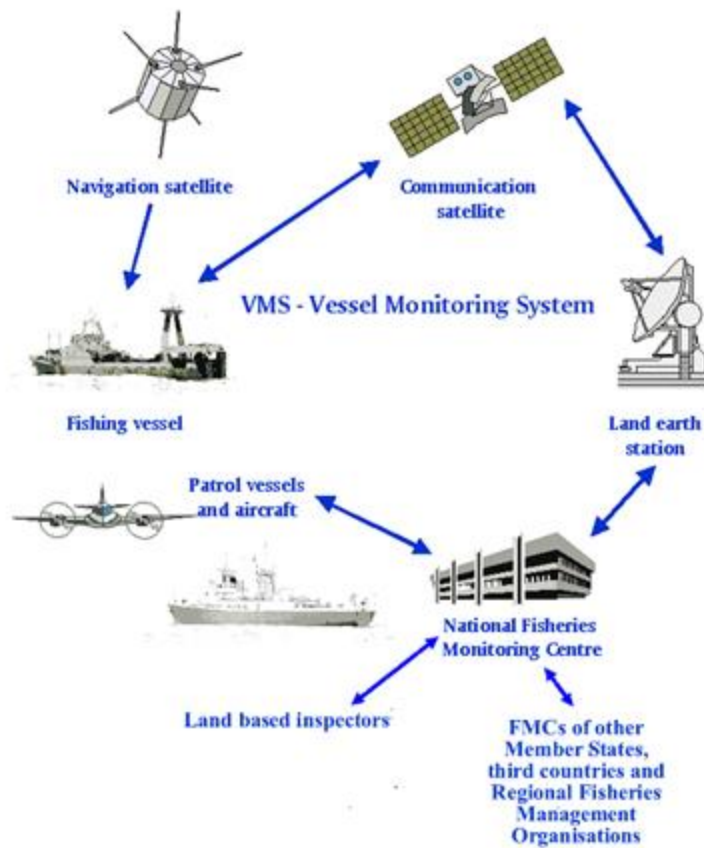 Navigation satellite
Communication
satellite
VMS - Vessel Monitoring System
Fishing vessel
Land earth
station
Patrol vessels
and aircraft
National Fisheries
Monitoring Centre
Land based inspectors
FMCs of other
Member States,
third countries and
Regional Fisheries
Management
Organisations